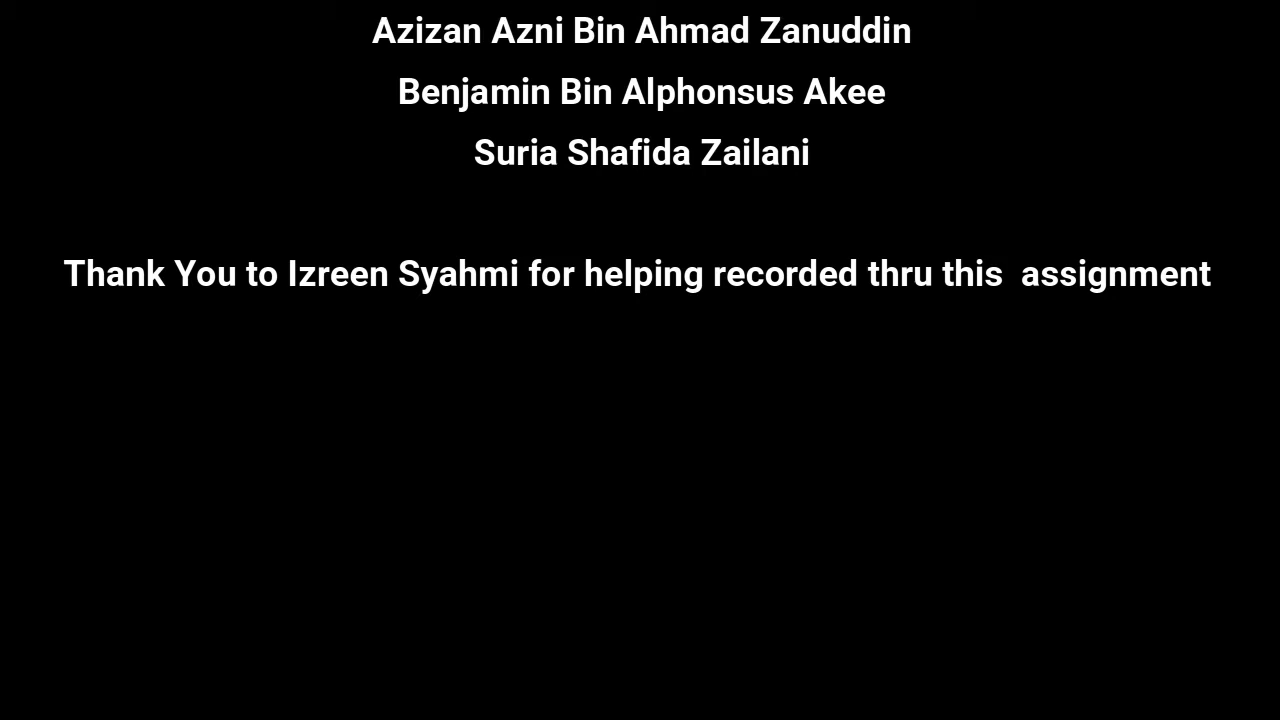 Azizan Azni Bin Ahmad Zanuddin
Benjamin Bin Alphonsus Akee
Suria Shafida Zailani
Thank You to Izreen Syahmi for helping recorded thru this  assignment